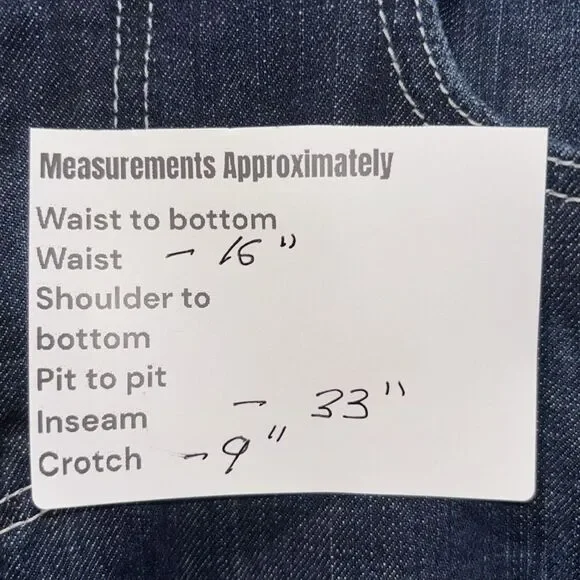 Measurements Approximately
Waist to bottom
Waist - 16"
Shoulder to
bottom
Pit to pit
Inseam - 33"
Crotch - 9"